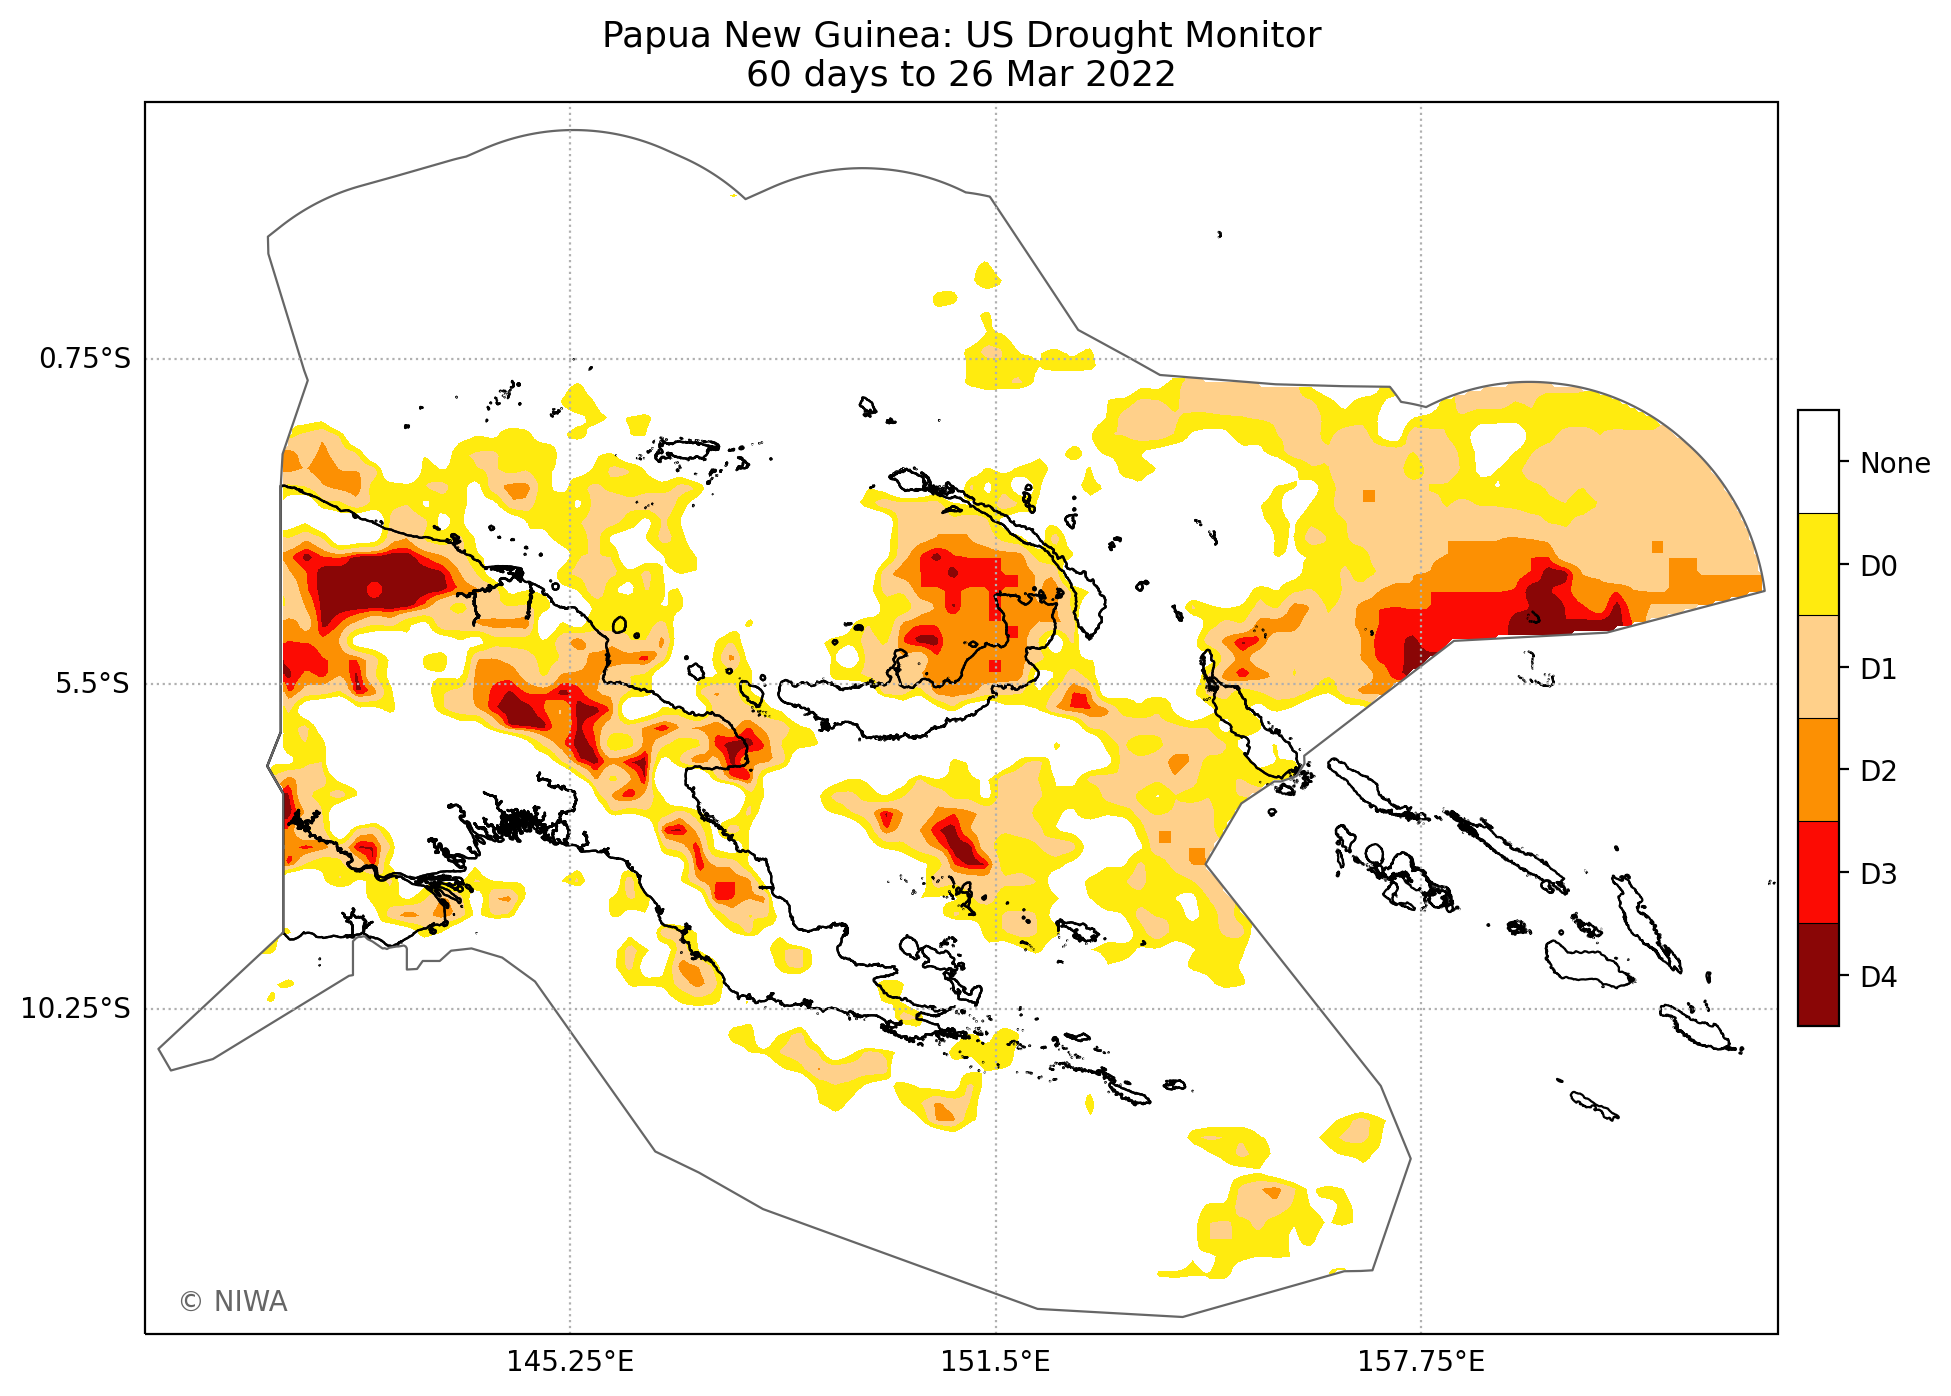 Papua New Guinea: US Drought Monitor
60 days to 26 Mar 2022
0.75°S
5.5°S
10.25°S
145.25°E
151.5°E
157.75°E
None
D0
D1
D2
D3
D4
© NIWA